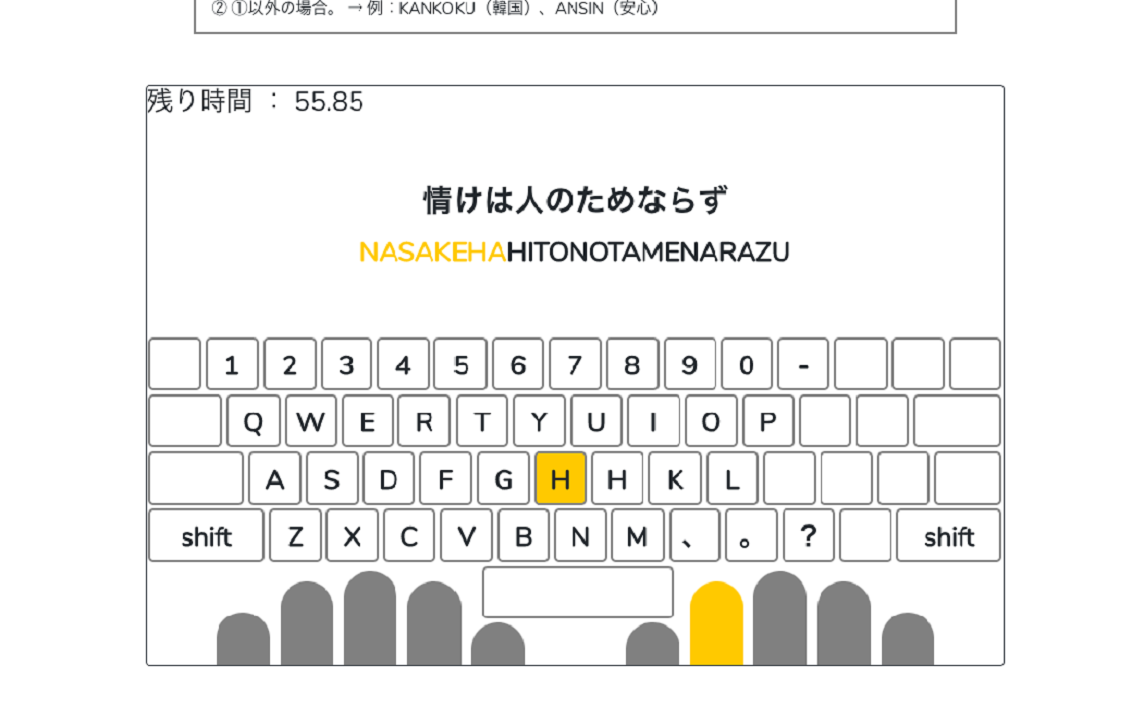 ② ①以外の場合。 → 例：KANKOKU（韓国）、ANSIN（安心）
残り時間 ： 55.85
情けは人のためならず
NASAKEHAHITONOTAMENARAZU
1 2 3 4 5 6 7 8 9 0 -
Q W E R T Y U I O P
A S D F G H H K L
shift Z X C V B N M 、 。 ? shift